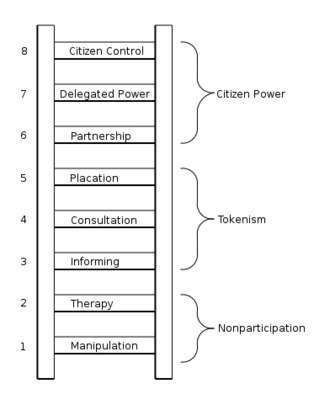 8 Citizen Control
7 Delegated Power
Citizen Power
6 Partnership
5 Placation
4 Consultation
Tokenism
3 Informing
2 Therapy
Nonparticipation
1 Manipulation